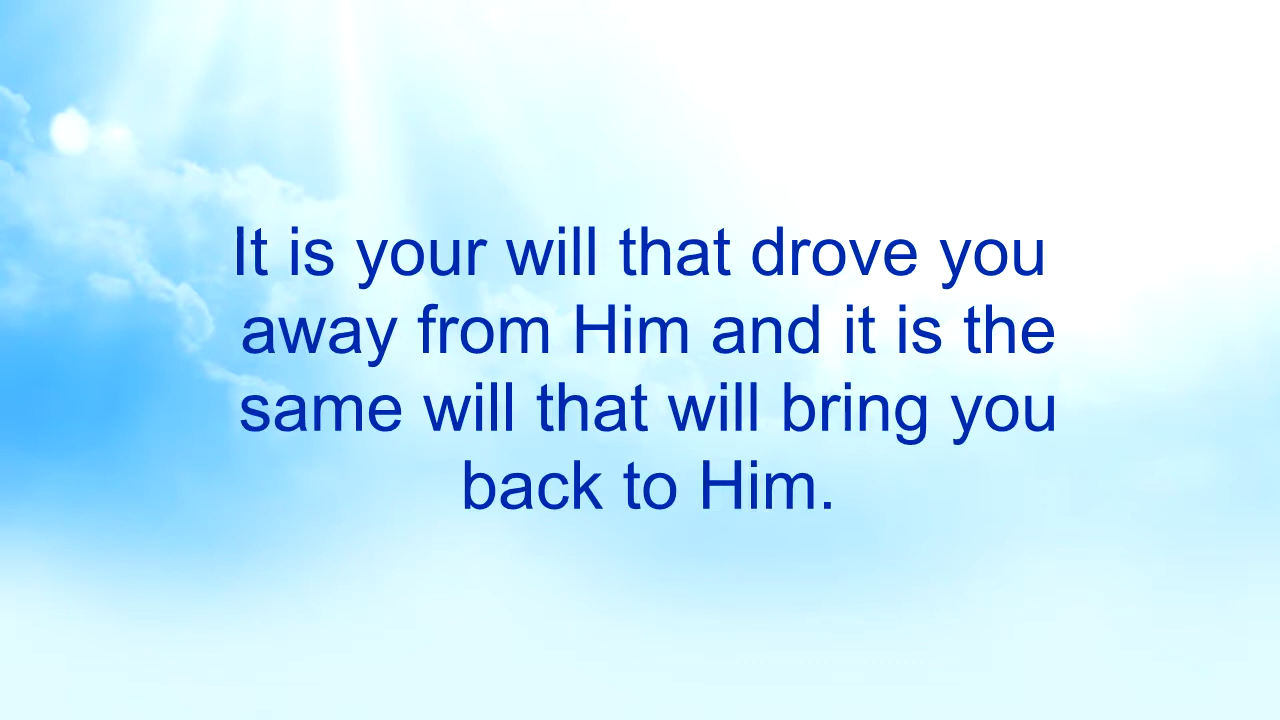 It is your will that drove you
away from Him and it is the
same will that will bring you
back to Him.